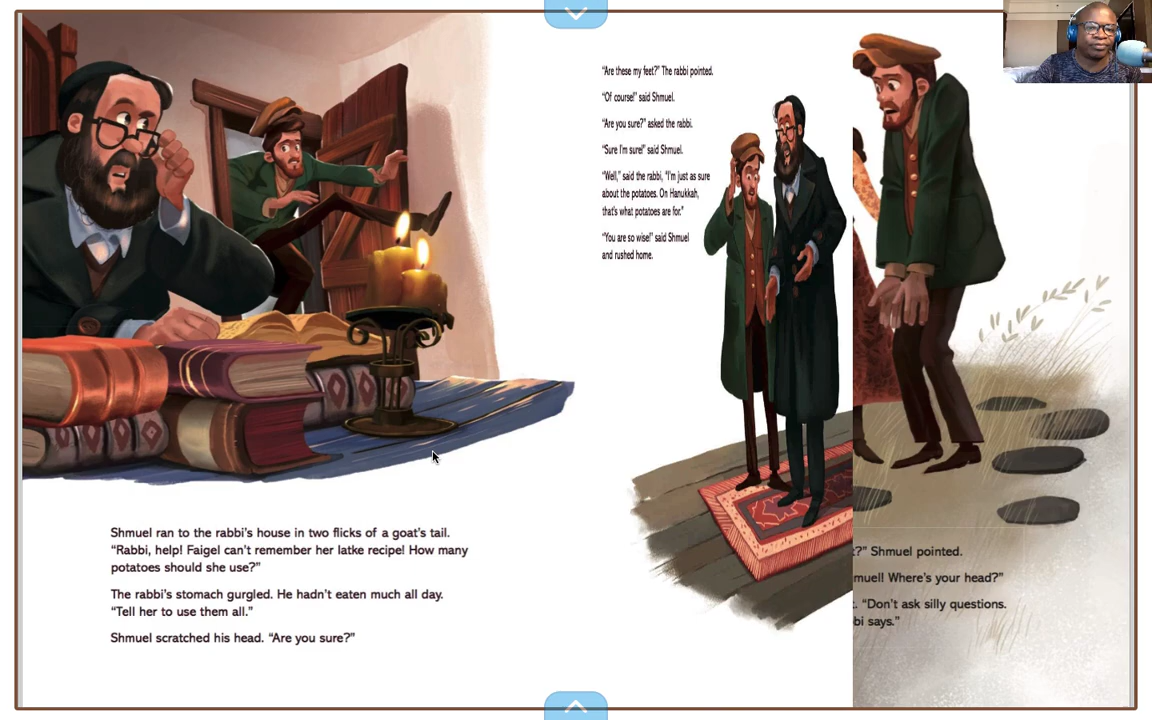 Shmuel ran to the rabbi's house in two flicks of a goat's tail.
"Rabbi, help! Faigel can't remember her latke recipe! How many
potatoes should she use?"
The rabbi's stomach gurgled. He hadn't eaten much all day.
"Tell her to use them all."
Shmuel scratched his head. "Are you sure?"
"Are these my feet?" The rabbi pointed.
"Of course!" said Shmuel.
"Are you sure?" asked the rabbi.
"Sure I'm sure!" said Shmuel.
"Well," said the rabbi, "I'm just as sure
about the potatoes. On Hanukkah,
that's what potatoes are for."
"You are so wise!" said Shmuel
and rushed home.
?" Shmuel pointed.
muel! Where's your head?"
. "Don't ask silly questions.
bi says."